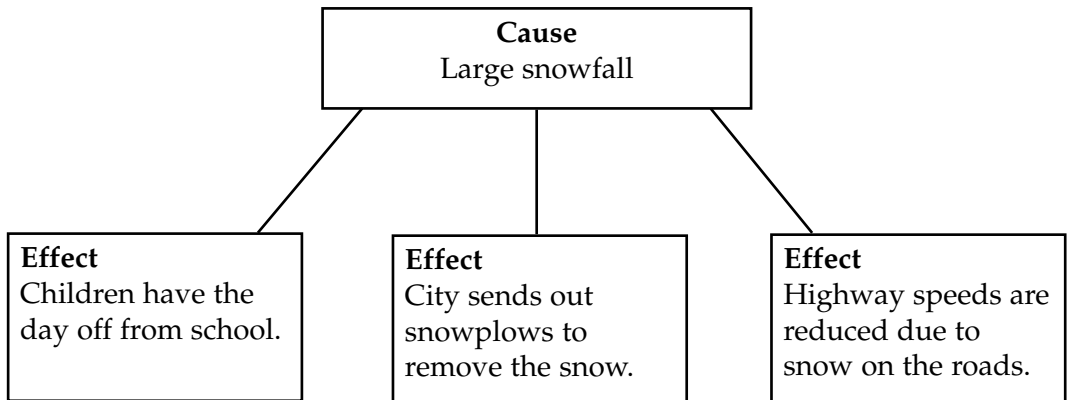 Cause
Large snowfall
Effect
Children have the
day off from school.
Effect
City sends out
snowplows to
remove the snow.
Effect
Highway speeds are
reduced due to
snow on the roads.